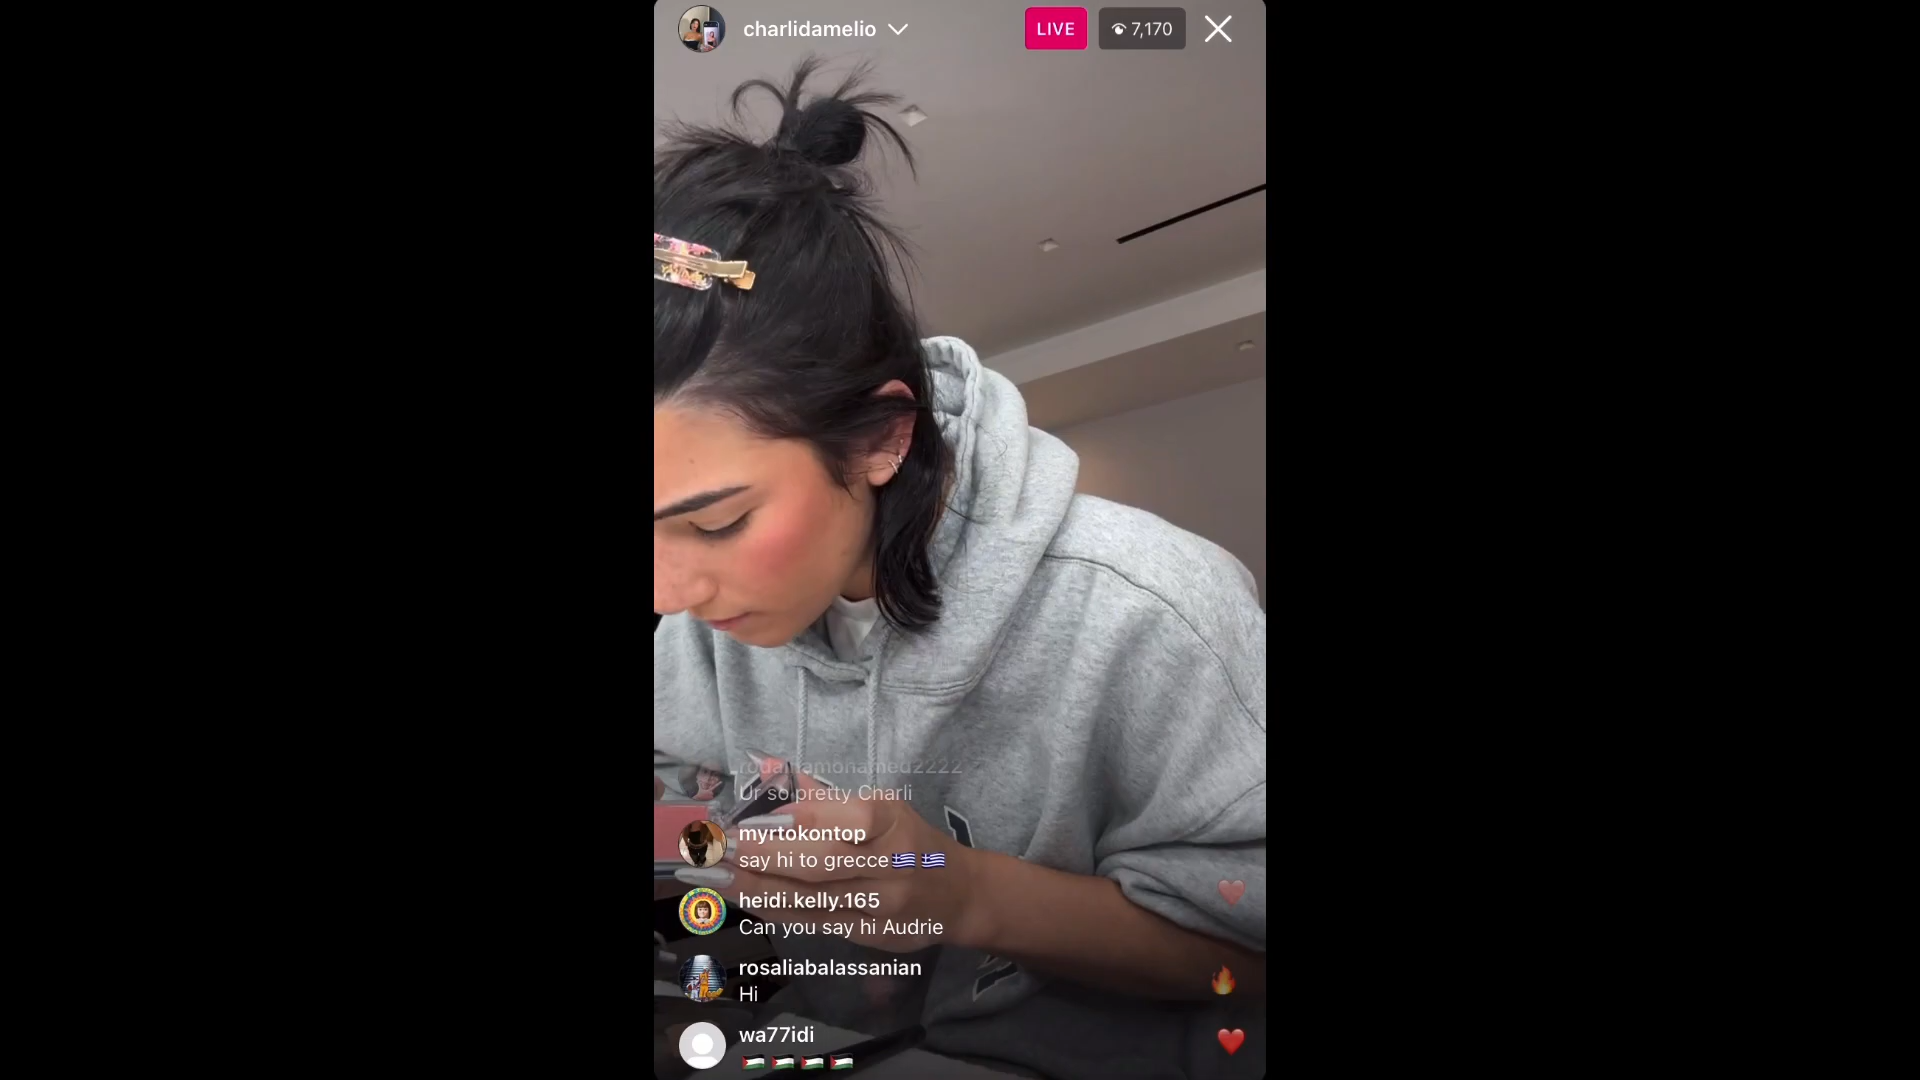 charlidamelio
LIVE
7,170
Ur so pretty Charli
myrtokontop
say hi to grecce🇬🇷 🇬🇷
heidi.kelly.165
Can you say hi Audrie
rosaliabalassanian
Hi
wa77idi
🇵🇸 🇵🇸 🇵🇸 🇵🇸